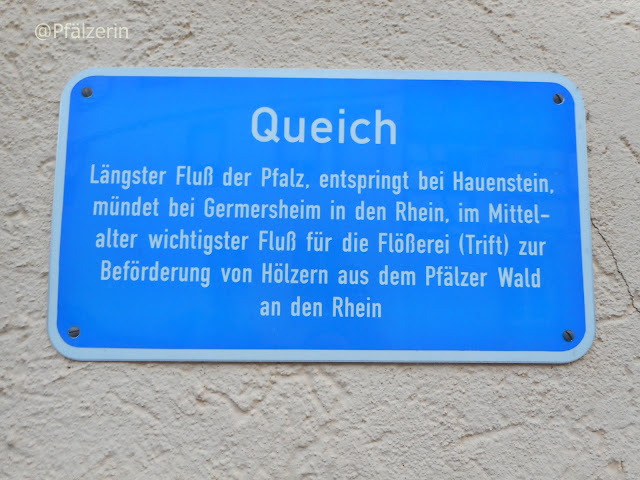 @Pfälzerin
Queich
Längster Fluß der Pfalz, entspringt bei Hauenstein,
mündet bei Germersheim in den Rhein, im Mittel-
alter wichtigster Fluß für die Flößerei (Trift) zur
Beförderung von Hölzern aus dem Pfälzer Wald
an den Rhein